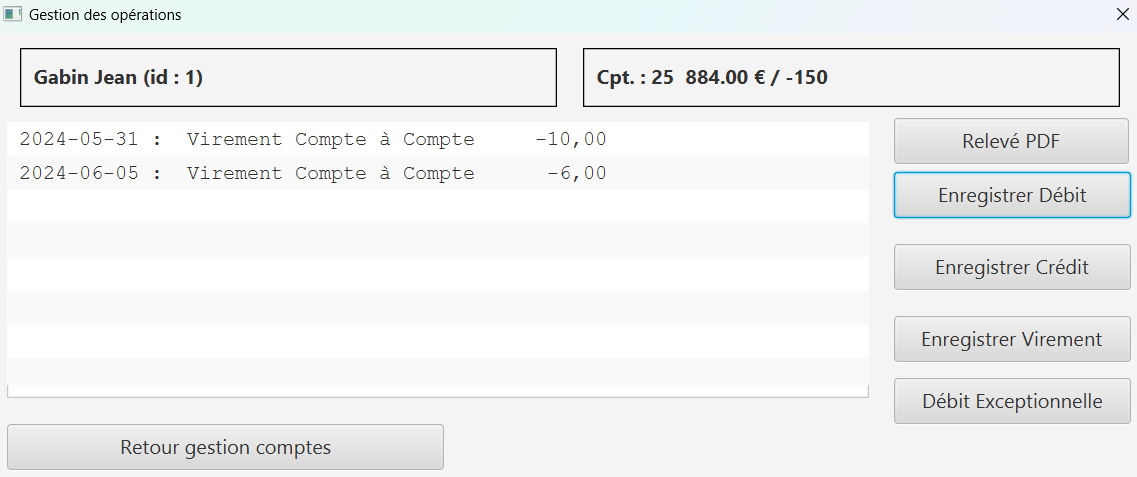 Gestion des opérations
Gabin Jean (id : 1)
Cpt. : 25 884.00 € / -150
2024-05-31 : Virement Compte à Compte -10,00
2024-06-05 : Virement Compte à Compte -6,00
Relevé PDF
Enregistrer Débit
Enregistrer Crédit
Enregistrer Virement
Débit Exceptionnelle
Retour gestion comptes